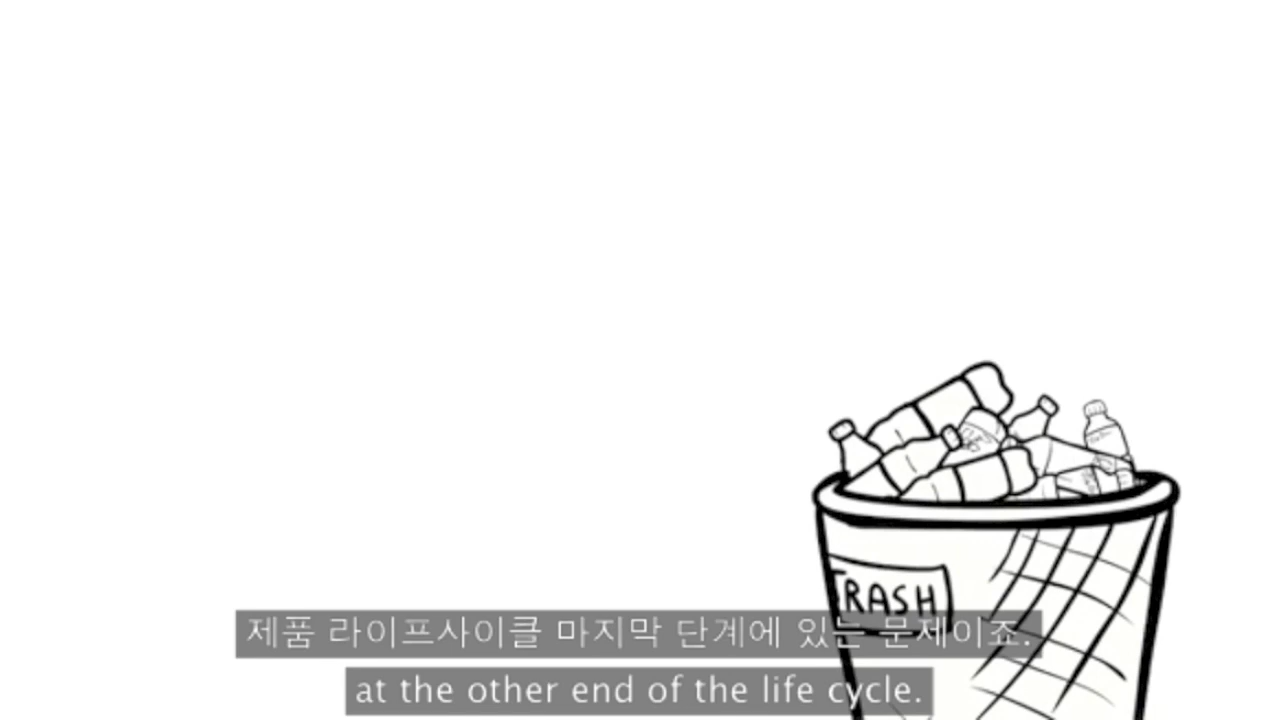 TRASH
제품 라이프사이클 마지막 단계에 있는 문제이죠.
at the other end of the life cycle.